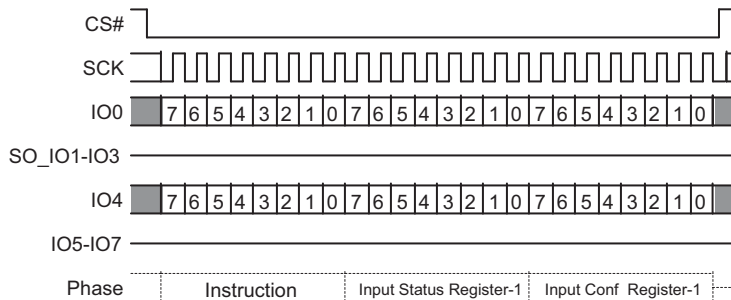 CS#
SCK
IO0 7 6 5 4 3 2 1 0 7 6 5 4 3 2 1 0 7 6 5 4 3 2 1 0
SO_IO1-IO3
IO4 7 6 5 4 3 2 1 0 7 6 5 4 3 2 1 0 7 6 5 4 3 2 1 0
IO5-IO7
Phase Instruction Input Status Register-1 Input Conf Register-1